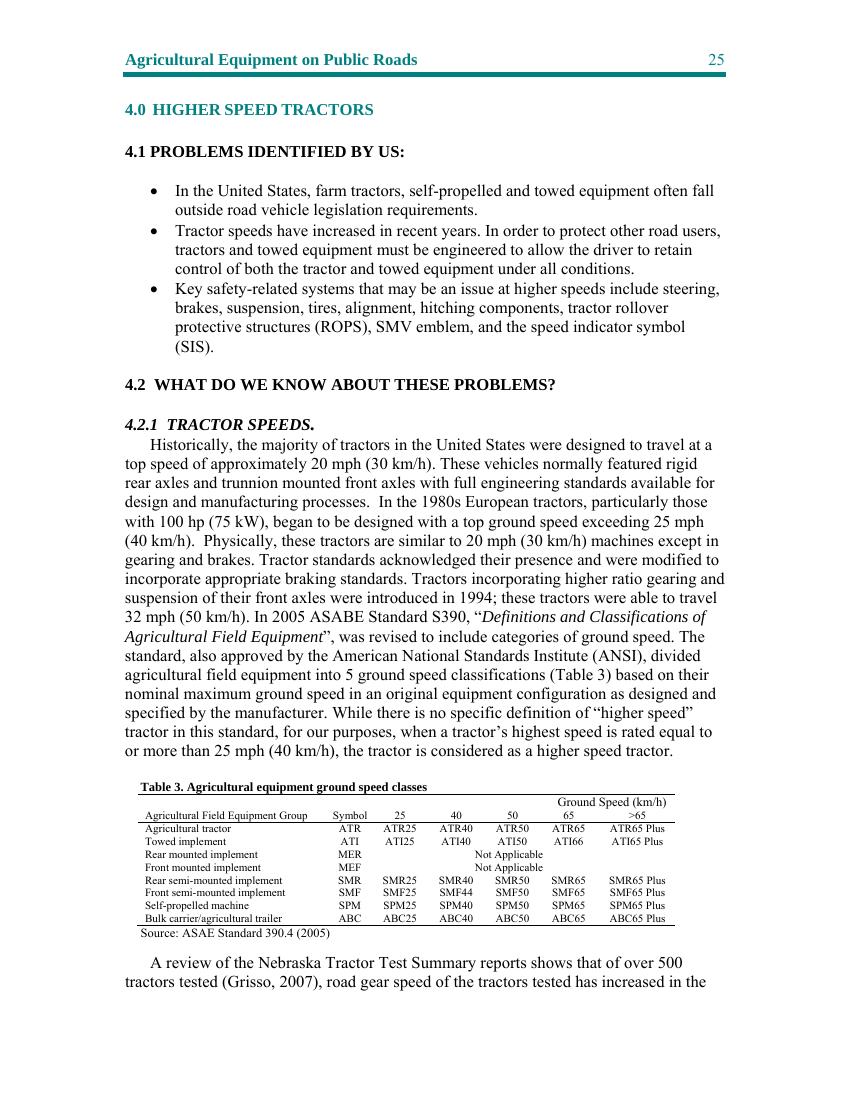 Agricultural Equipment on Public Roads 25
4.0 HIGHER SPEED TRACTORS
4.1 PROBLEMS IDENTIFIED BY US:
• In the United States, farm tractors, self-propelled and towed equipment often fall
outside road vehicle legislation requirements.
• Tractor speeds have increased in recent years. In order to protect other road users,
tractors and towed equipment must be engineered to allow the driver to retain
control of both the tractor and towed equipment under all conditions.
• Key safety-related systems that may be an issue at higher speeds include steering,
brakes, suspension, tires, alignment, hitching components, tractor rollover
protective structures (ROPS), SMV emblem, and the speed indicator symbol
(SIS).
4.2 WHAT DO WE KNOW ABOUT THESE PROBLEMS?
4.2.1 TRACTOR SPEEDS.
Historically, the majority of tractors in the United States were designed to travel at a
top speed of approximately 20 mph (30 km/h). These vehicles normally featured rigid
rear axles and trunnion mounted front axles with full engineering standards available for
design and manufacturing processes. In the 1980s European tractors, particularly those
with 100 hp (75 kW), began to be designed with a top ground speed exceeding 25 mph
(40 km/h). Physically, these tractors are similar to 20 mph (30 km/h) machines except in
gearing and brakes. Tractor standards acknowledged their presence and were modified to
incorporate appropriate braking standards. Tractors incorporating higher ratio gearing and
suspension of their front axles were introduced in 1994; these tractors were able to travel
32 mph (50 km/h). In 2005 ASABE Standard S390, “Definitions and Classifications of
Agricultural Field Equipment”, was revised to include categories of ground speed. The
standard, also approved by the American National Standards Institute (ANSI), divided
agricultural field equipment into 5 ground speed classifications (Table 3) based on their
nominal maximum ground speed in an original equipment configuration as designed and
specified by the manufacturer. While there is no specific definition of “higher speed”
tractor in this standard, for our purposes, when a tractor’s highest speed is rated equal to
or more than 25 mph (40 km/h), the tractor is considered as a higher speed tractor.
Table 3. Agricultural equipment ground speed classes
Ground Speed (km/h)
Agricultural Field Equipment Group Symbol 25 40 50 65 >65
Agricultural tractor ATR ATR25 ATR40 ATR50 ATR65 ATR65 Plus
Towed implement ATI ATI25 ATI40 ATI50 ATI66 ATI65 Plus
Rear mounted implement MER Not Applicable
Front mounted implement MEF Not Applicable
Rear semi-mounted implement SMR SMR25 SMR40 SMR50 SMR65 SMR65 Plus
Front semi-mounted implement SMF SMF25 SMF44 SMF50 SMF65 SMF65 Plus
Self-propelled machine SPM SPM25 SPM40 SPM50 SPM65 SPM65 Plus
Bulk carrier/agricultural trailer ABC ABC25 ABC40 ABC50 ABC65 ABC65 Plus
Source: ASAE Standard 390.4 (2005)
A review of the Nebraska Tractor Test Summary reports shows that of over 500
tractors tested (Grisso, 2007), road gear speed of the tractors tested has increased in the